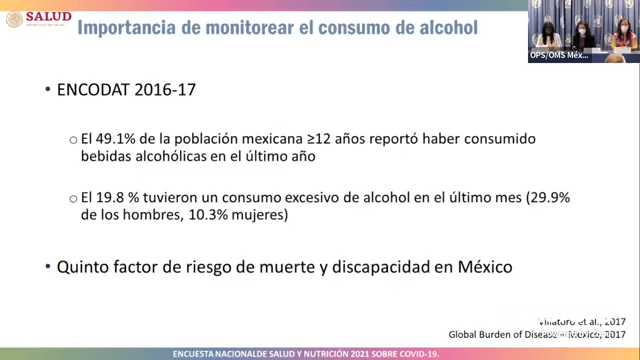 SALUD
Importancia de monitorear el consumo de alcohol
OPS/OMS Méx...
• ENCODAT 2016-17
o El 49.1% de la población mexicana ≥12 años reportó haber consumido
bebidas alcohólicas en el último año
o El 19.8 % tuvieron un consumo excesivo de alcohol en el último mes (29.9%
de los hombres, 10.3% mujeres)
• Quinto factor de riesgo de muerte y discapacidad en México
Villatoro et al., 2017
Global Burden of Disease – Mexico, 2017
ENCUESTA NACIONALDE SALUD Y NUTRICIÓN 2021 SOBRE COVID-19.